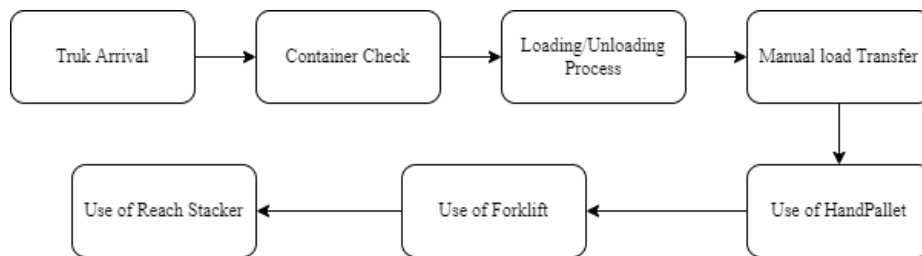 Truk Arrival
Container Check
Loading/Unloading
Process
Manual load Transfer
Use of HandPallet
Use of Forklift
Use of Reach Stacker